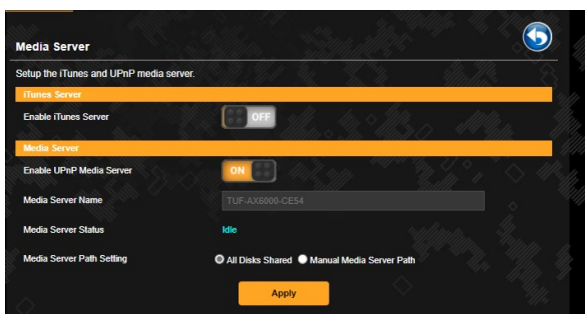 Media Server
Setup the iTunes and UPnP media server.
iTunes Server
Enable iTunes Server OFF
Media Server
Enable UPnP Media Server ON
Media Server Name TUF-AX6000-CE54
Media Server Status Idle
Media Server Path Setting All Disks Shared Manual Media Server Path
Apply